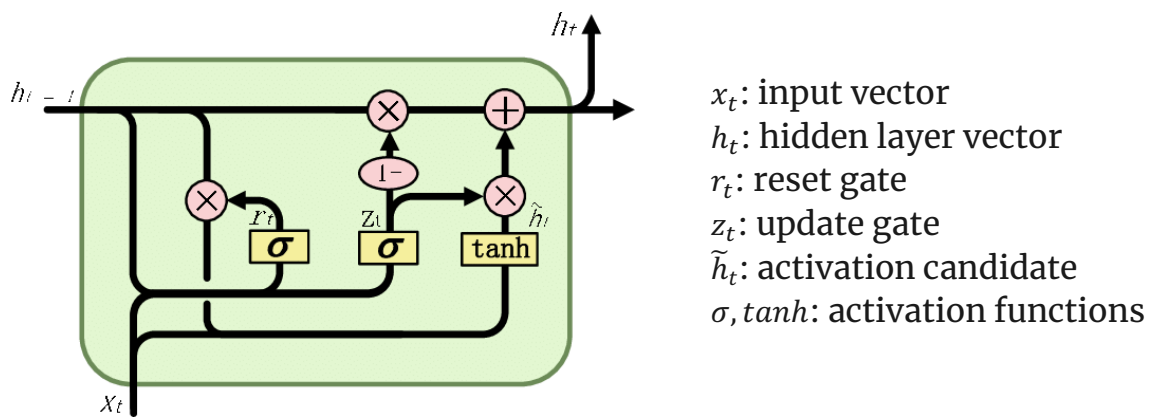 hₜ
hₜ₋₁
xₜ: input vector
hₜ: hidden layer vector
× +
1-
rₜ: reset gate
× ×
rₜ zₜ h̃ₜ
zₜ: update gate
σ σ tanh
h̃ₜ: activation candidate
σ, tanh: activation functions
xₜ